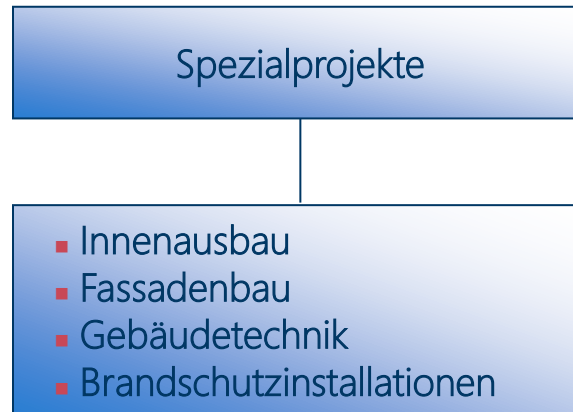 Spezialprojekte
▪ Innenausbau
▪ Fassadenbau
▪ Gebäudetechnik
▪ Brandschutzinstallationen